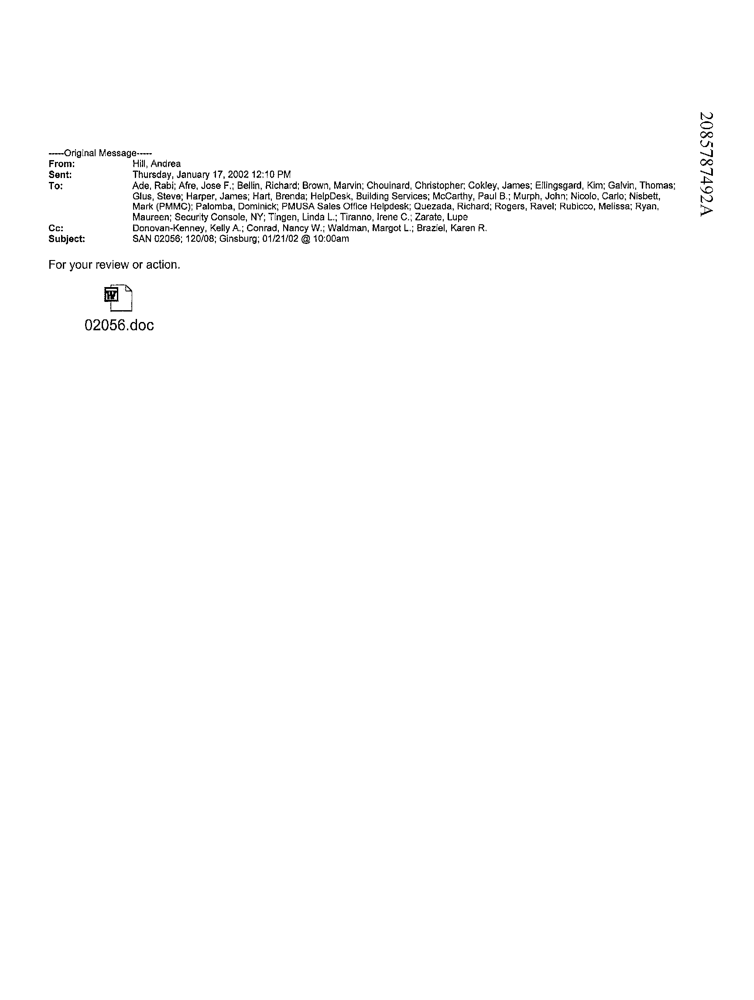 -----Original Message-----
From: Hill, Andrea
Sent: Thursday, January 17, 2002 12:10 PM
To: Ade, Rabi; Afre, Jose F.; Bellin, Richard; Brown, Marvin; Chouinard, Christopher; Cokley, James; Ellingsgard, Kim; Galvin, Thomas;
Glus, Steve; Harper, James; Hart, Brenda; HelpDesk, Building Services; McCarthy, Paul B.; Murph, John; Nicolo, Carlo; Nisbett,
Mark (PMMC); Palomba, Dominick; PMUSA Sales Office Helpdesk; Quezada, Richard; Rogers, Ravel; Rubicco, Melissa; Ryan,
Maureen; Security Console, NY; Tingen, Linda L.; Tiranno, Irene C.; Zarate, Lupe
Cc: Donovan-Kenney, Kelly A.; Conrad, Nancy W.; Waldman, Margot L.; Braziel, Karen R.
Subject: SAN 02056; 120/08; Ginsburg; 01/21/02 @ 10:00am
For your review or action.
W
02056.doc
2085787492A